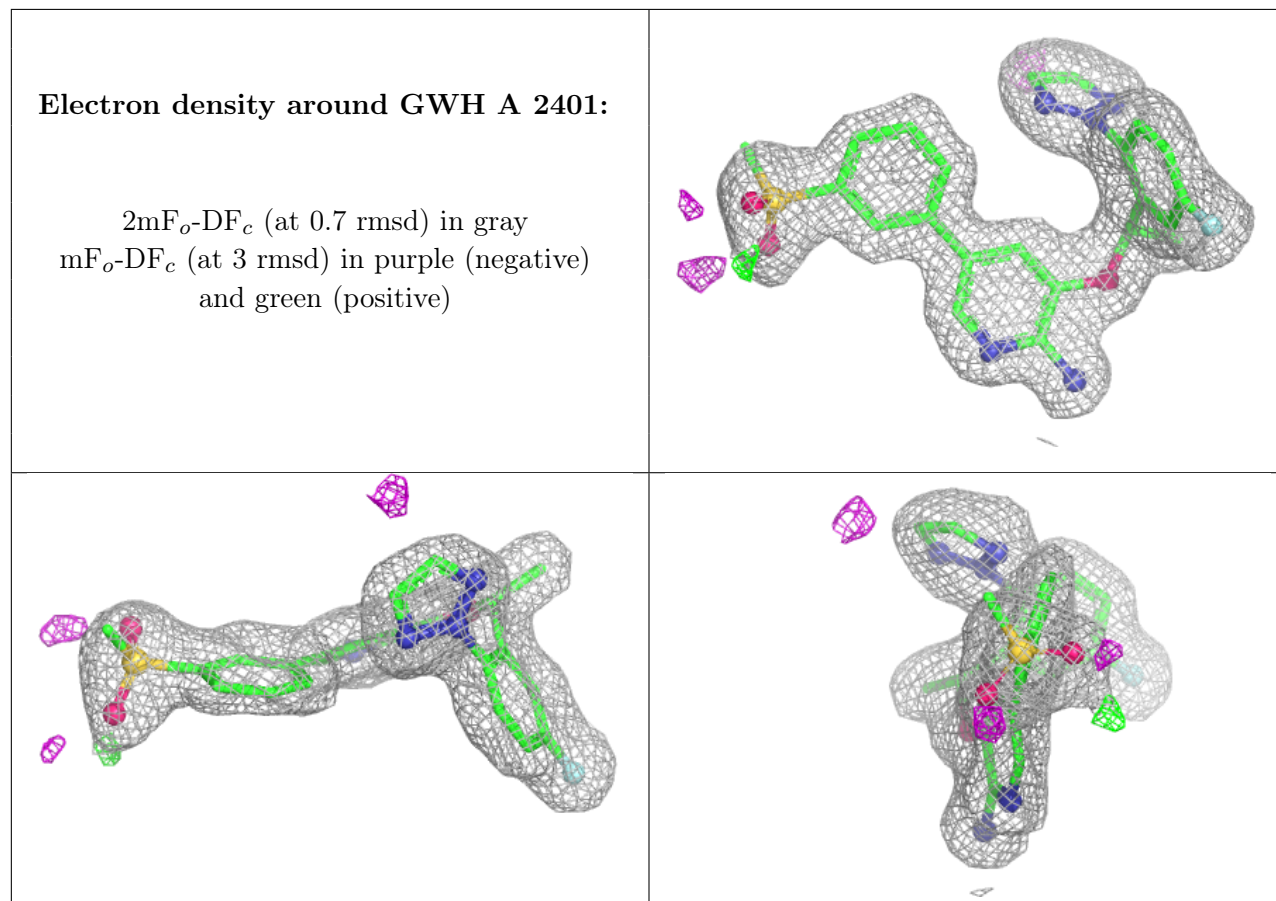 Electron density around GWH A 2401:
2mFo-DFc (at 0.7 rmsd) in gray
mFo-DFc (at 3 rmsd) in purple (negative)
and green (positive)